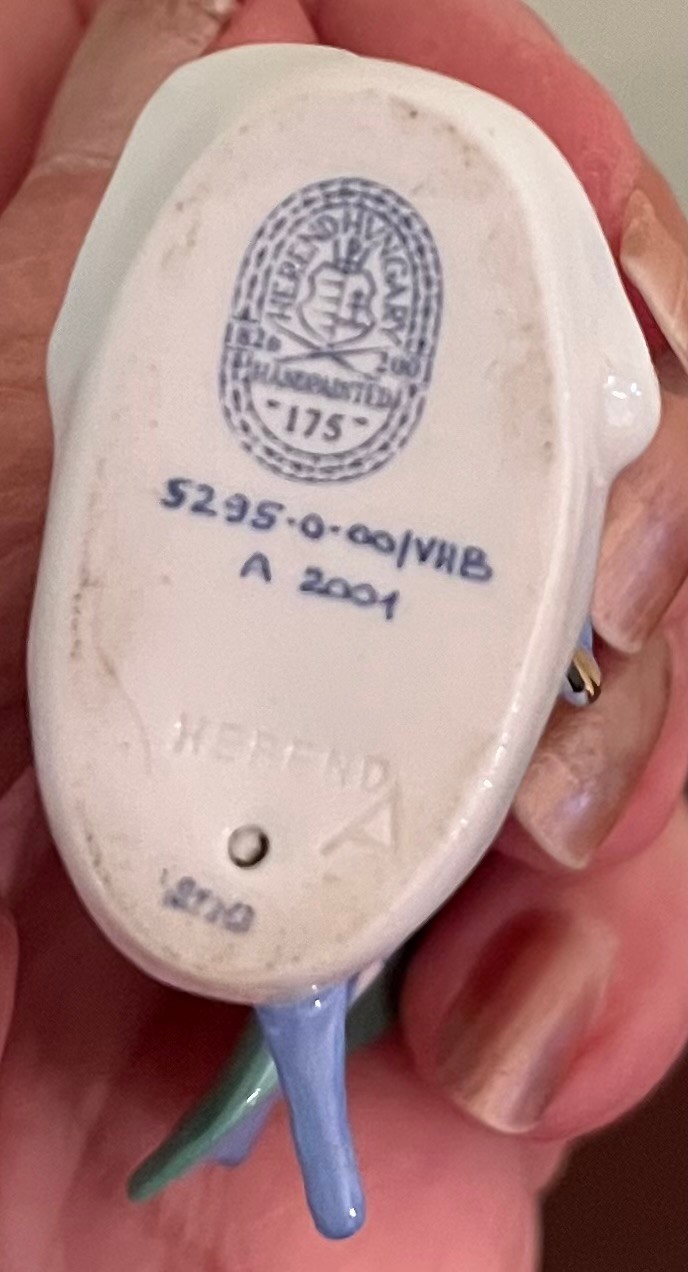 HEREND HUNGARY
1826 200
HANDPAINTED
-175-
5295-0-00/VHB
A 2001
HEREND
A